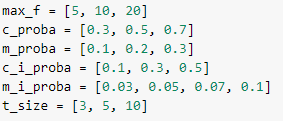 max_f = [5, 10, 20]
c_proba = [0.3, 0.5, 0.7]
m_proba = [0.1, 0.2, 0.3]
c_i_proba = [0.1, 0.3, 0.5]
m_i_proba = [0.03, 0.05, 0.07, 0.1]
t_size = [3, 5, 10]